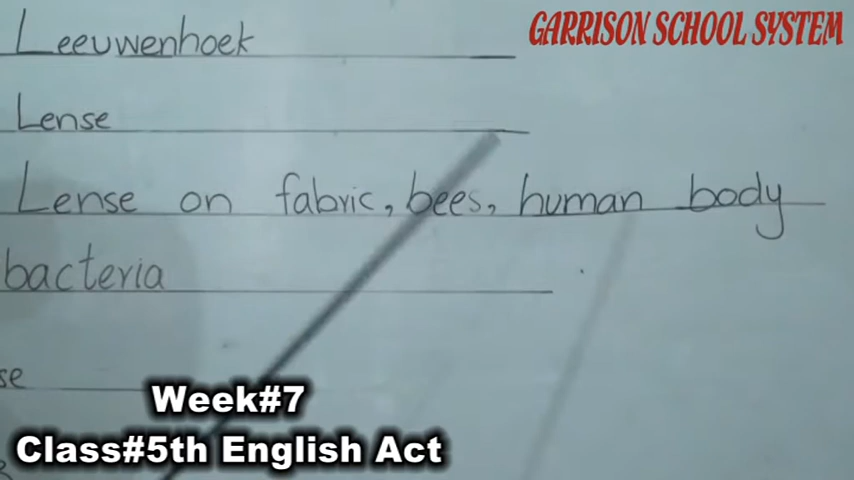 GARRISON SCHOOL SYSTEM
Leeuwenhoek
Lense
Lense on fabric, bees, human body
bacteria
se
Week#7
Class#5th English Act